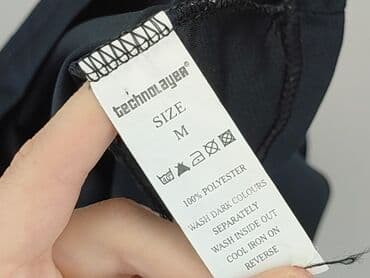 technolayer®
SIZE
M
100% POLYESTER
WASH DARK COLOURS
SEPARATELY
WASH INSIDE OUT
COOL IRON ON
REVERSE